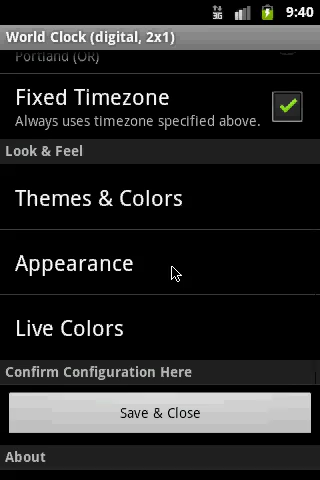 3G
9:40
World Clock (digital, 2x1)
Portland (OR)
Fixed Timezone
Always uses timezone specified above.
Look & Feel
Themes & Colors
Appearance
Live Colors
Confirm Configuration Here
Save & Close
About